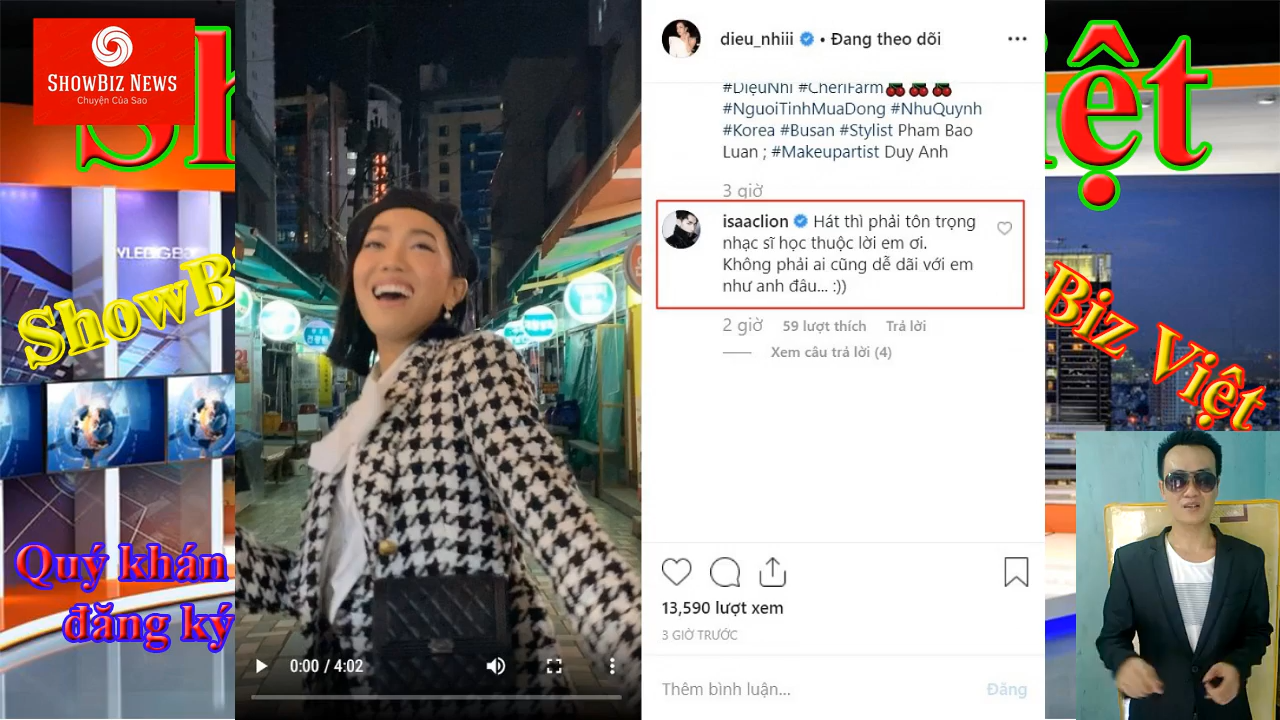 SHOWBIZ NEWS
Chuyện Của Sao
Sh
iệt
ShowB
Biz Việt
Quý khán
đăng ký
0:00 / 4:02
dieu_nhiii • Đang theo dõi
#DiệuNhi #CheriFarm🍒🍒🍒
#NguoiTinhMuaDong #NhuQuynh
#Korea #Busan #Stylist Pham Bao
Luan ; #Makeupartist Duy Anh
3 giờ
isaaclion Hát thì phải tôn trọng
nhạc sĩ học thuộc lời em ơi.
Không phải ai cũng dễ dãi với em
như anh đâu... :))
2 giờ 59 lượt thích Trả lời
Xem câu trả lời (4)
13,590 lượt xem
3 GIỜ TRƯỚC
Thêm bình luận... Đăng